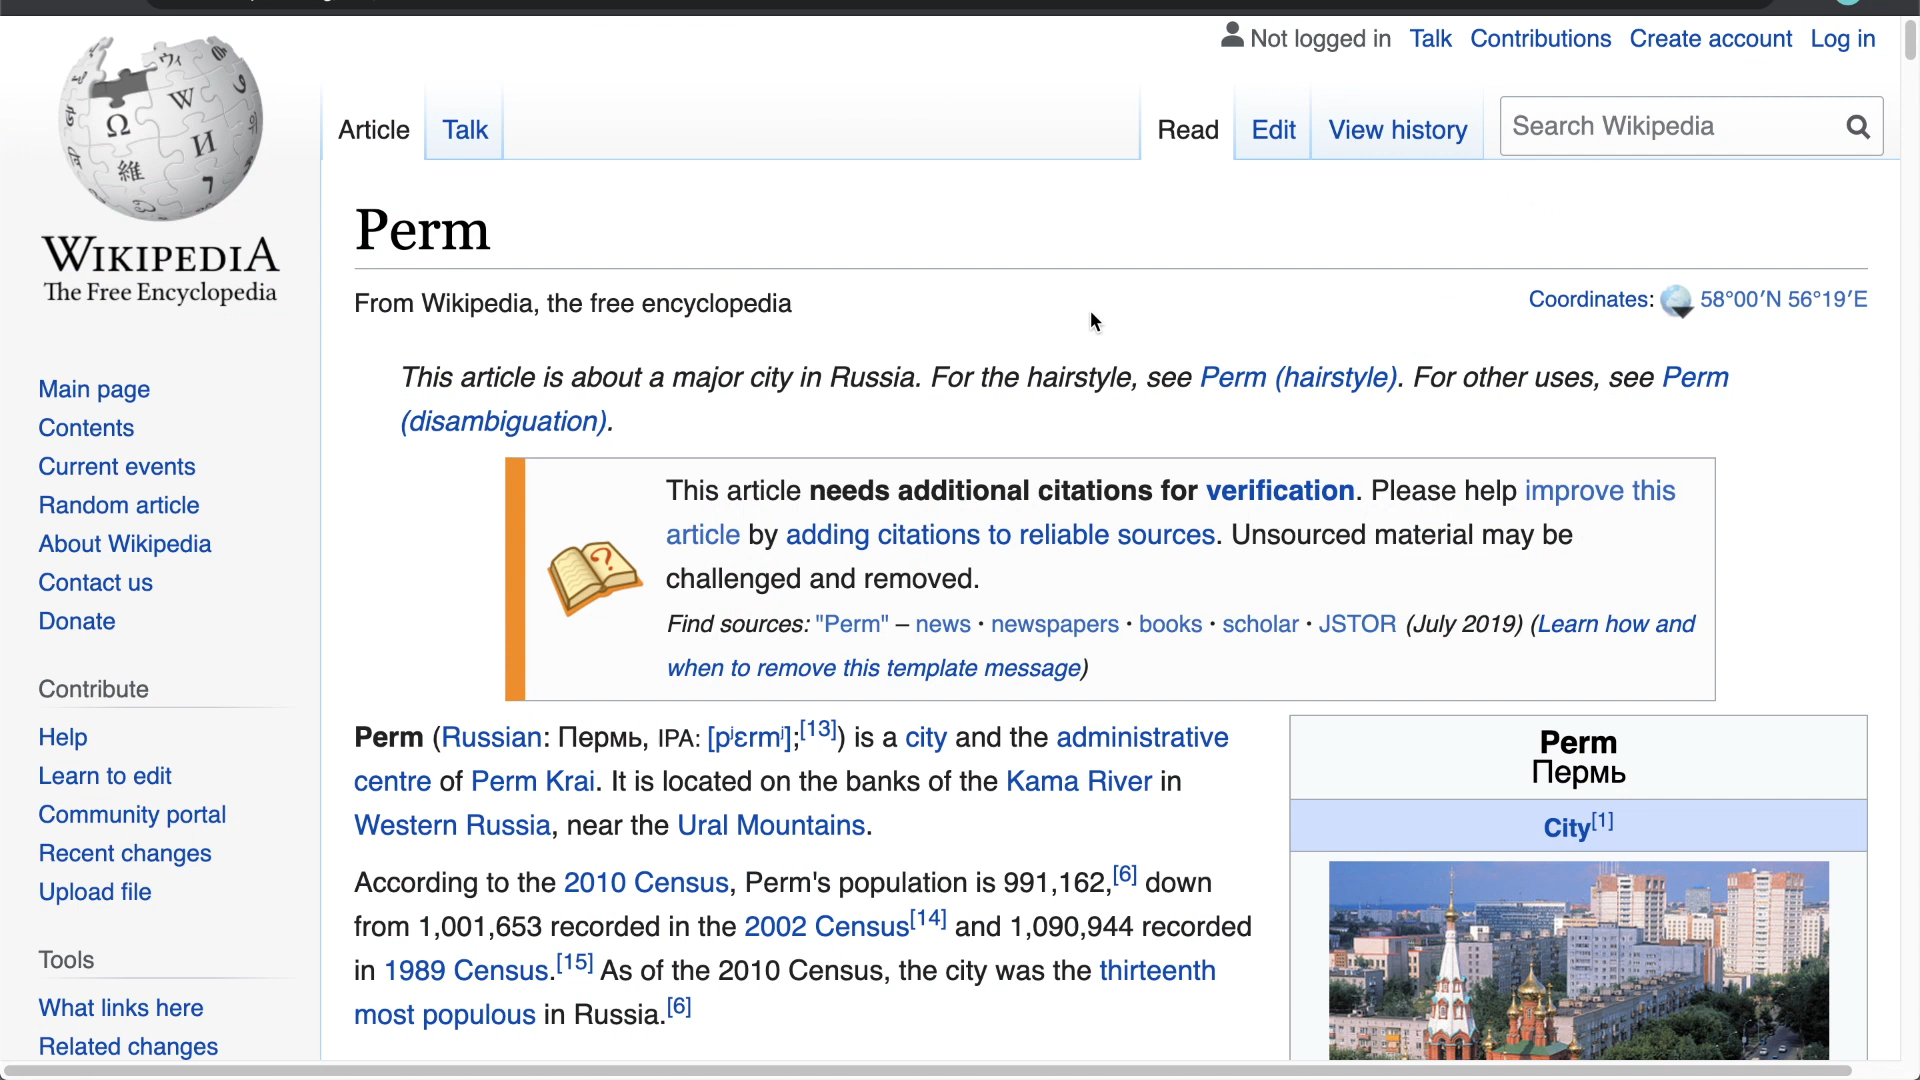 Not logged in Talk Contributions Create account Log in
Article Talk Read Edit View history Search Wikipedia
WIKIPEDIA
The Free Encyclopedia
Main page
Contents
Current events
Random article
About Wikipedia
Contact us
Donate
Contribute
Help
Learn to edit
Community portal
Recent changes
Upload file
Tools
What links here
Related changes
Perm
From Wikipedia, the free encyclopedia
Coordinates: 58°00′N 56°19′E
This article is about a major city in Russia. For the hairstyle, see Perm (hairstyle). For other uses, see Perm
(disambiguation).
This article needs additional citations for verification. Please help improve this
article by adding citations to reliable sources. Unsourced material may be
challenged and removed.
Find sources: "Perm" – news · newspapers · books · scholar · JSTOR (July 2019) (Learn how and
when to remove this template message)
Perm (Russian: Пермь, IPA: [pʲɛrmʲ];[13]) is a city and the administrative
centre of Perm Krai. It is located on the banks of the Kama River in
Western Russia, near the Ural Mountains.
According to the 2010 Census, Perm's population is 991,162,[6] down
from 1,001,653 recorded in the 2002 Census[14] and 1,090,944 recorded
in 1989 Census.[15] As of the 2010 Census, the city was the thirteenth
most populous in Russia.[6]
Perm
Пермь
City[1]